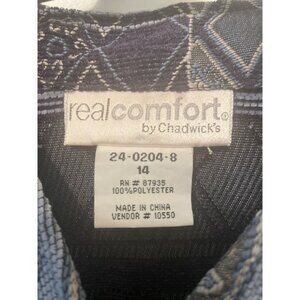 realcomfort®
by Chadwick's
24-0204-8
14
RN # 87935
100% POLYESTER
MADE IN CHINA
VENDOR # 10550